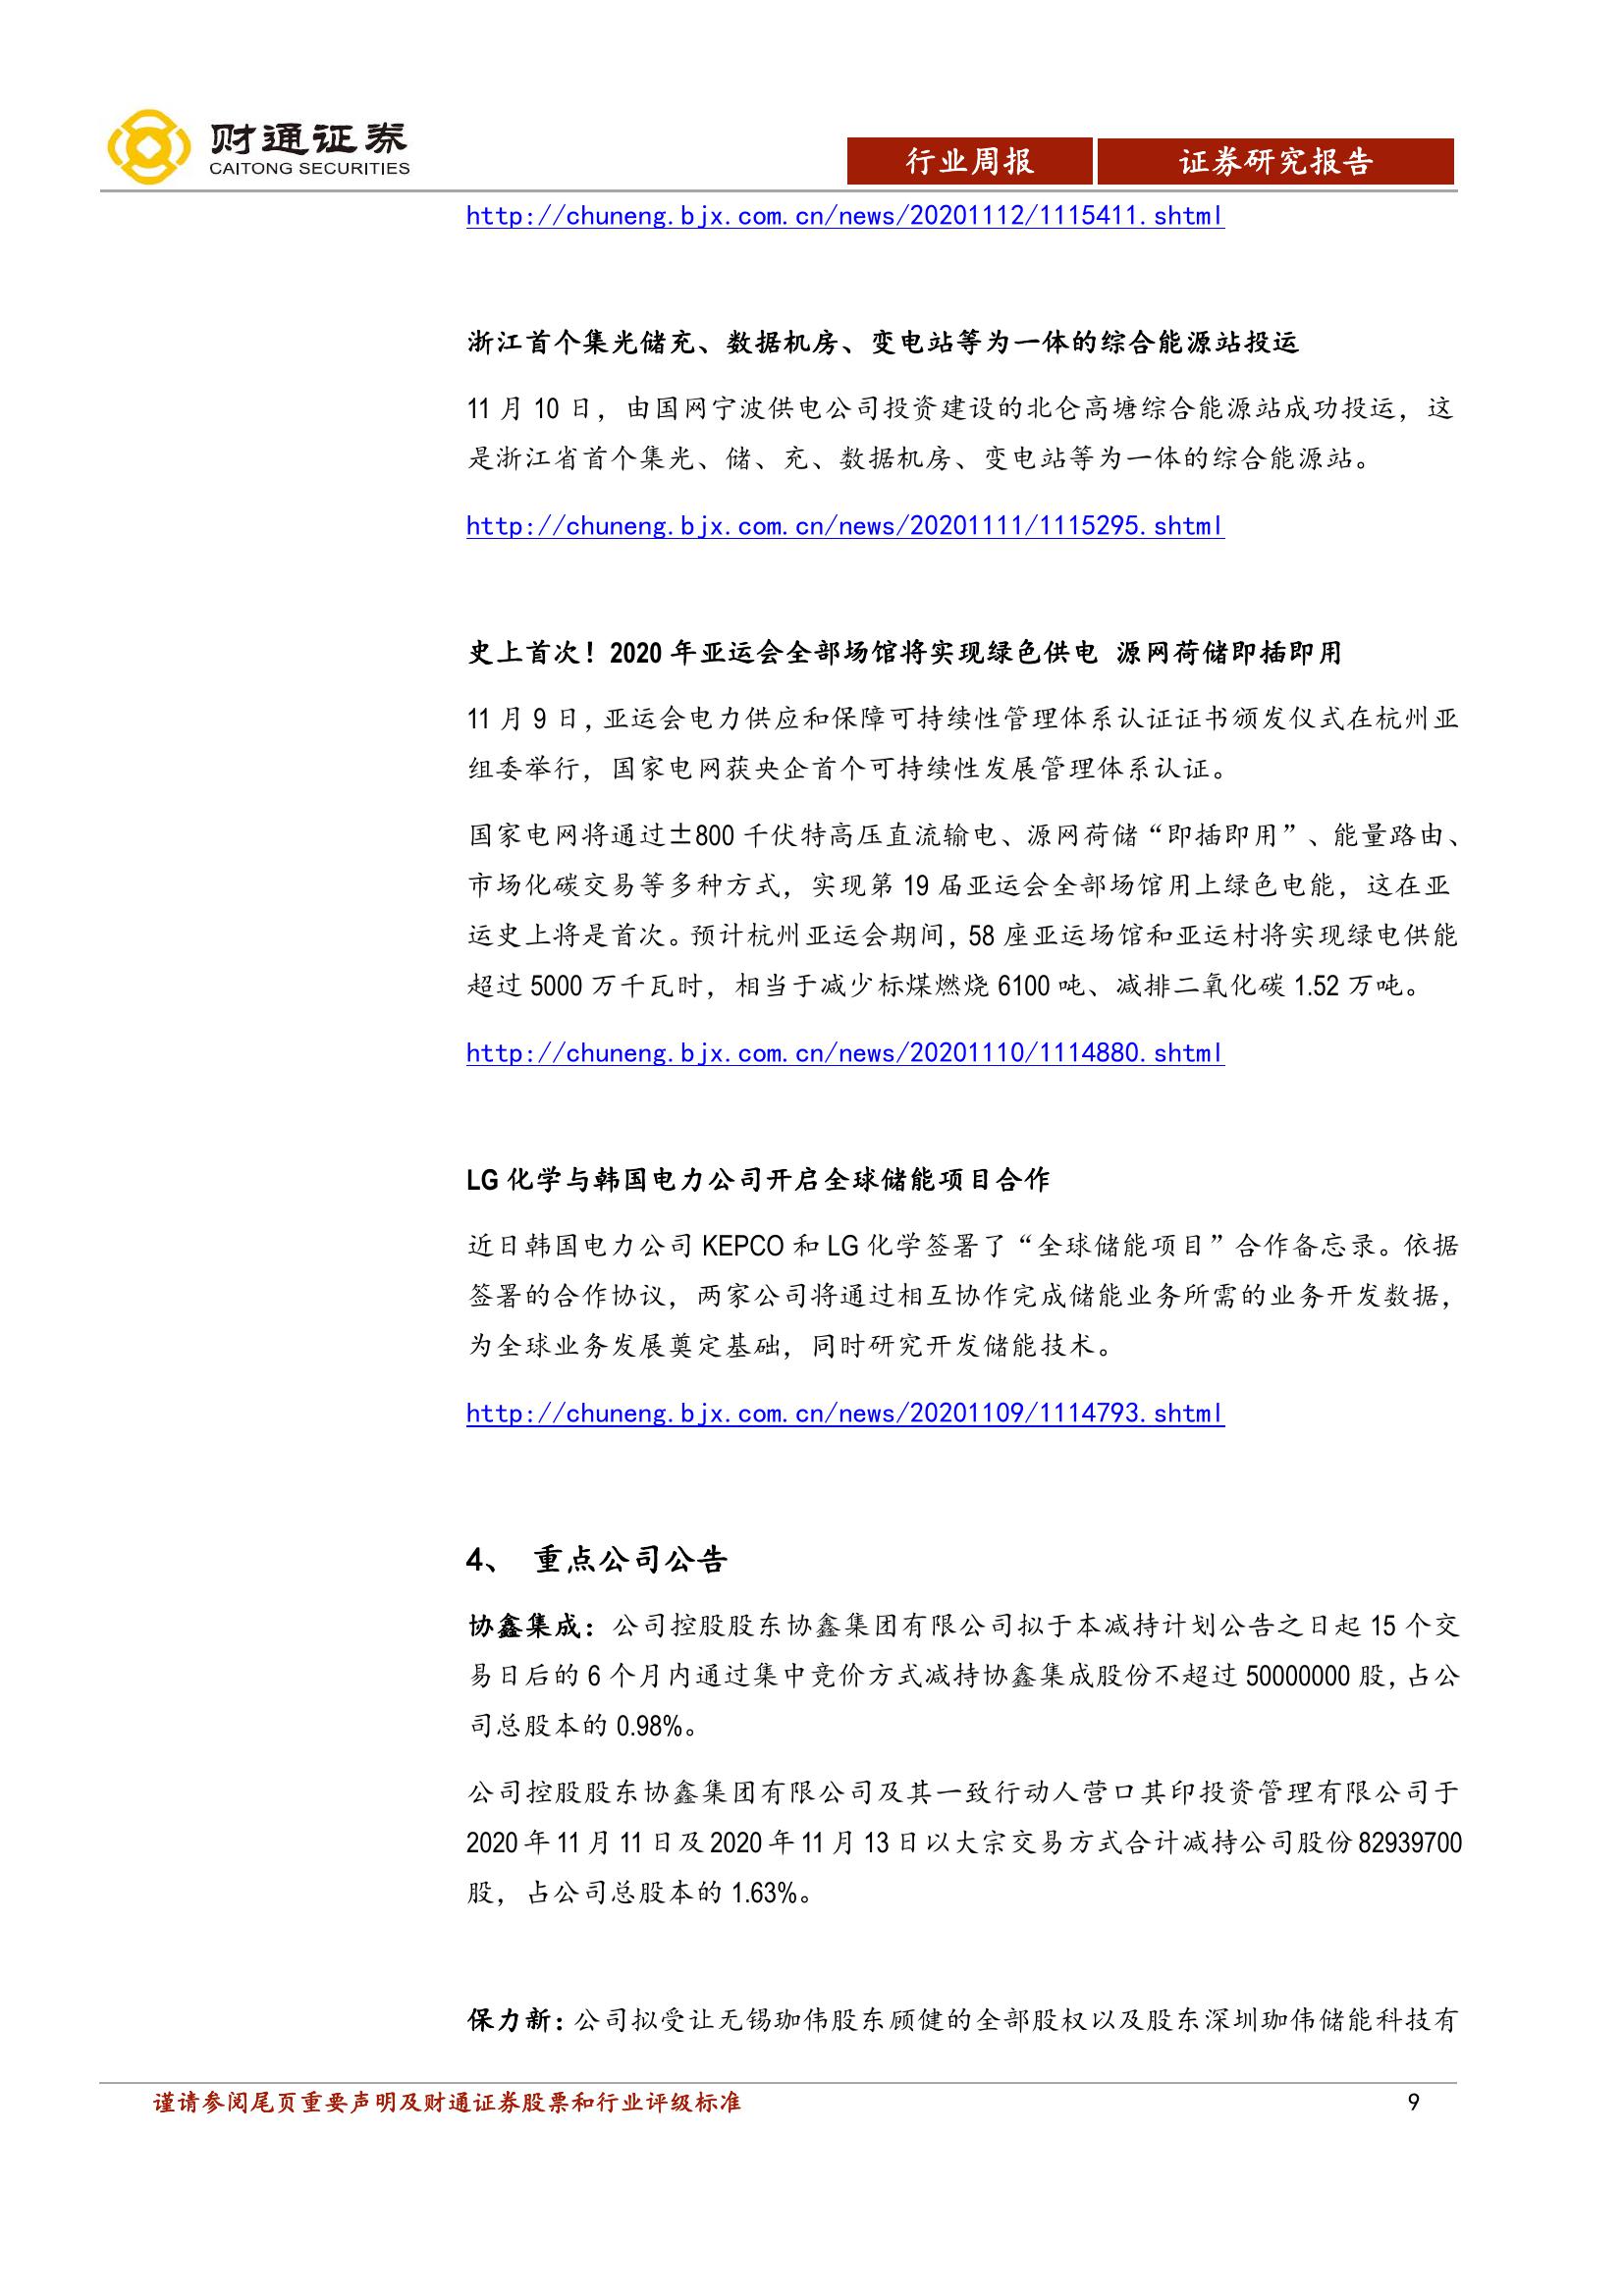 财通证券
CAITONG SECURITIES
行业周报
证券研究报告
http://chuneng.bjx.com.cn/news/20201112/1115411.shtml
浙江首个集光储充、数据机房、变电站等为一体的综合能源站投运
11 月 10 日，由国网宁波供电公司投资建设的北仑高塘综合能源站成功投运，这
是浙江省首个集光、储、充、数据机房、变电站等为一体的综合能源站。
http://chuneng.bjx.com.cn/news/20201111/1115295.shtml
史上首次！2020 年亚运会全部场馆将实现绿色供电 源网荷储即插即用
11 月 9 日，亚运会电力供应和保障可持续性管理体系认证证书颁发仪式在杭州亚
组委举行，国家电网获央企首个可持续性发展管理体系认证。
国家电网将通过±800 千伏特高压直流输电、源网荷储“即插即用”、能量路由、
市场化碳交易等多种方式，实现第 19 届亚运会全部场馆用上绿色电能，这在亚
运史上将是首次。预计杭州亚运会期间，58 座亚运场馆和亚运村将实现绿电供能
超过 5000 万千瓦时，相当于减少标煤燃烧 6100 吨、减排二氧化碳 1.52 万吨。
http://chuneng.bjx.com.cn/news/20201110/1114880.shtml
LG 化学与韩国电力公司开启全球储能项目合作
近日韩国电力公司 KEPCO 和 LG 化学签署了“全球储能项目”合作备忘录。依据
签署的合作协议，两家公司将通过相互协作完成储能业务所需的业务开发数据，
为全球业务发展奠定基础，同时研究开发储能技术。
http://chuneng.bjx.com.cn/news/20201109/1114793.shtml
4、 重点公司公告
协鑫集成：公司控股股东协鑫集团有限公司拟于本减持计划公告之日起 15 个交
易日后的 6 个月内通过集中竞价方式减持协鑫集成股份不超过 50000000 股，占公
司总股本的 0.98%。
公司控股股东协鑫集团有限公司及其一致行动人营口其印投资管理有限公司于
2020 年 11 月 11 日及 2020 年 11 月 13 日以大宗交易方式合计减持公司股份 82939700
股，占公司总股本的 1.63%。
保力新：公司拟受让无锡珈伟股东顾健的全部股权以及股东深圳珈伟储能科技有
谨请参阅尾页重要声明及财通证券股票和行业评级标准
9